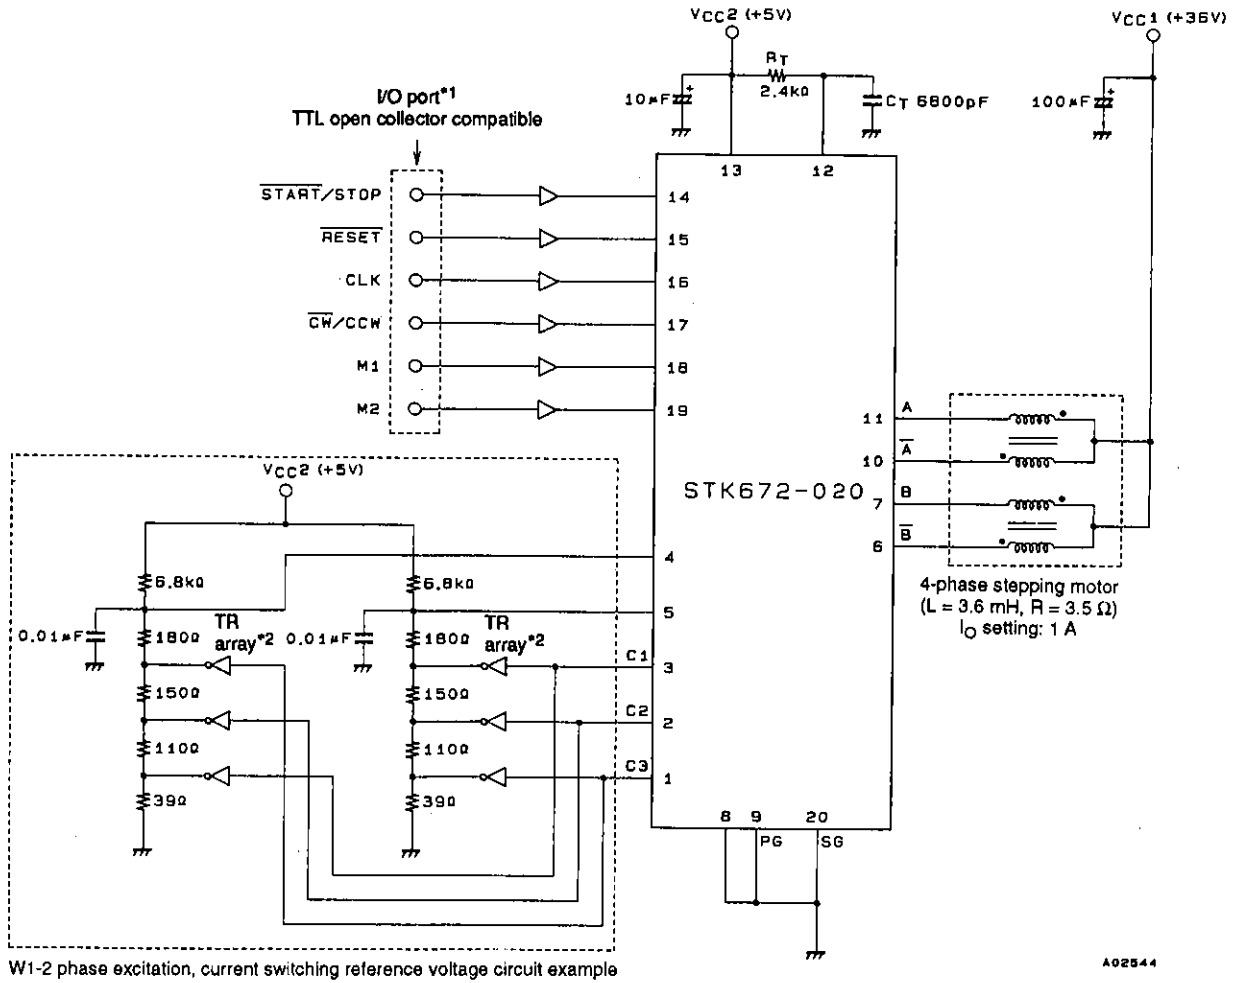 VCC2 (+5V)
VCC1 (+36V)
RT
2.4kΩ
10μF
+
CT 6800pF
100μF
+
I/O port*1
TTL open collector compatible
13
12
START/STOP
14
RESET
15
CLK
16
CW/CCW
17
M1
18
M2
19
11
A
10
A
STK672-020
7
B
6
B
4-phase stepping motor
(L = 3.6 mH, R = 3.5 Ω)
IO setting: 1 A
VCC2 (+5V)
4
6.8kΩ
6.8kΩ
5
0.01μF
180Ω
TR
array*2
0.01μF
180Ω
TR
array*2
C1
3
150Ω
150Ω
C2
2
110Ω
110Ω
C3
1
39Ω
39Ω
8
9
20
PG
SG
W1-2 phase excitation, current switching reference voltage circuit example
A02544